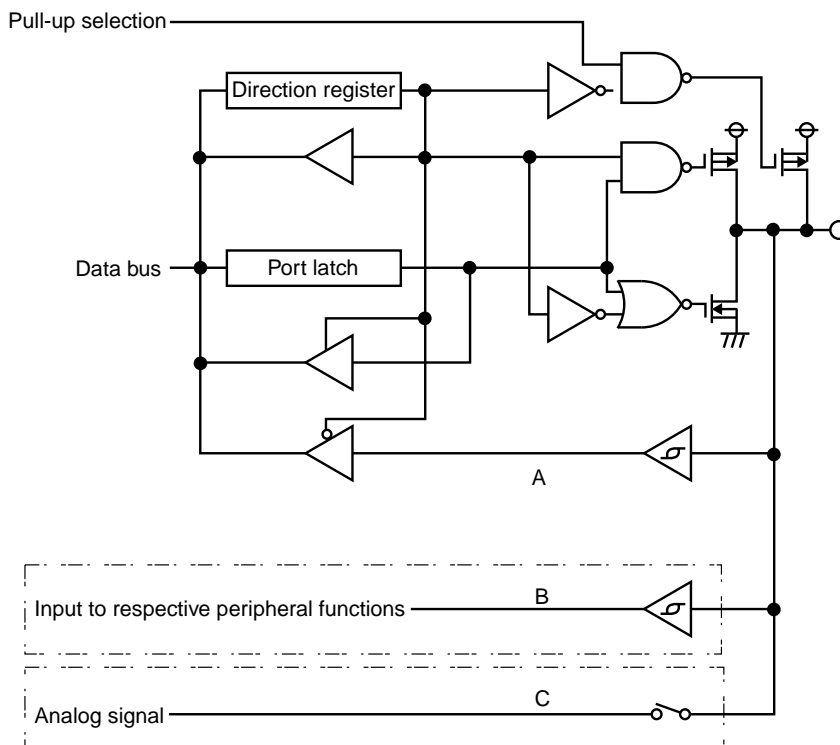 Pull-up selection
Direction register
Data bus
Port latch
A
B
Input to respective peripheral functions
C
Analog signal